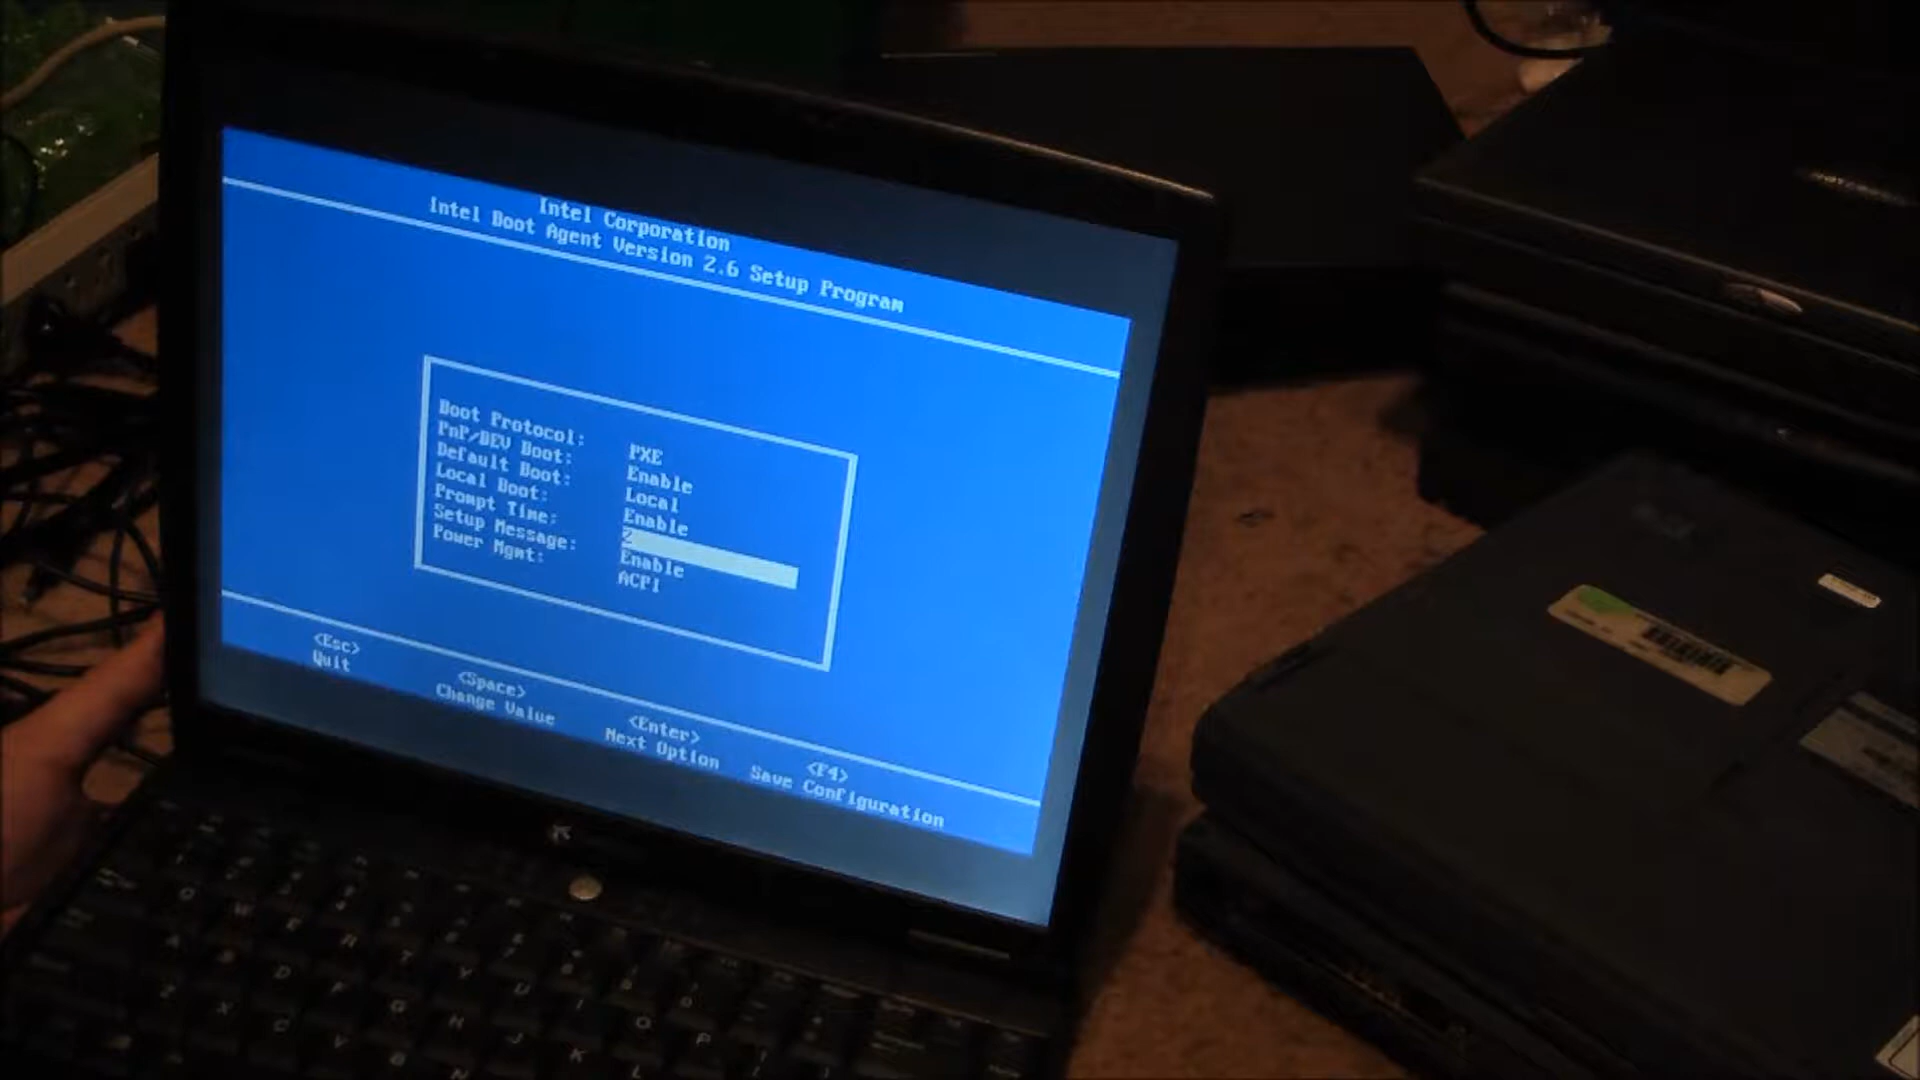 Intel Corporation
Intel Boot Agent Version 2.6 Setup Program
Boot Protocol: PXE
PnP/BEV Boot: Enable
Default Boot: Local
Local Boot: Enable
Prompt Time: 2
Setup Message: Enable
Power Mgmt: ACPI
<Esc> <Space> <Enter> <F4>
Quit Change Value Next Option Save Configuration